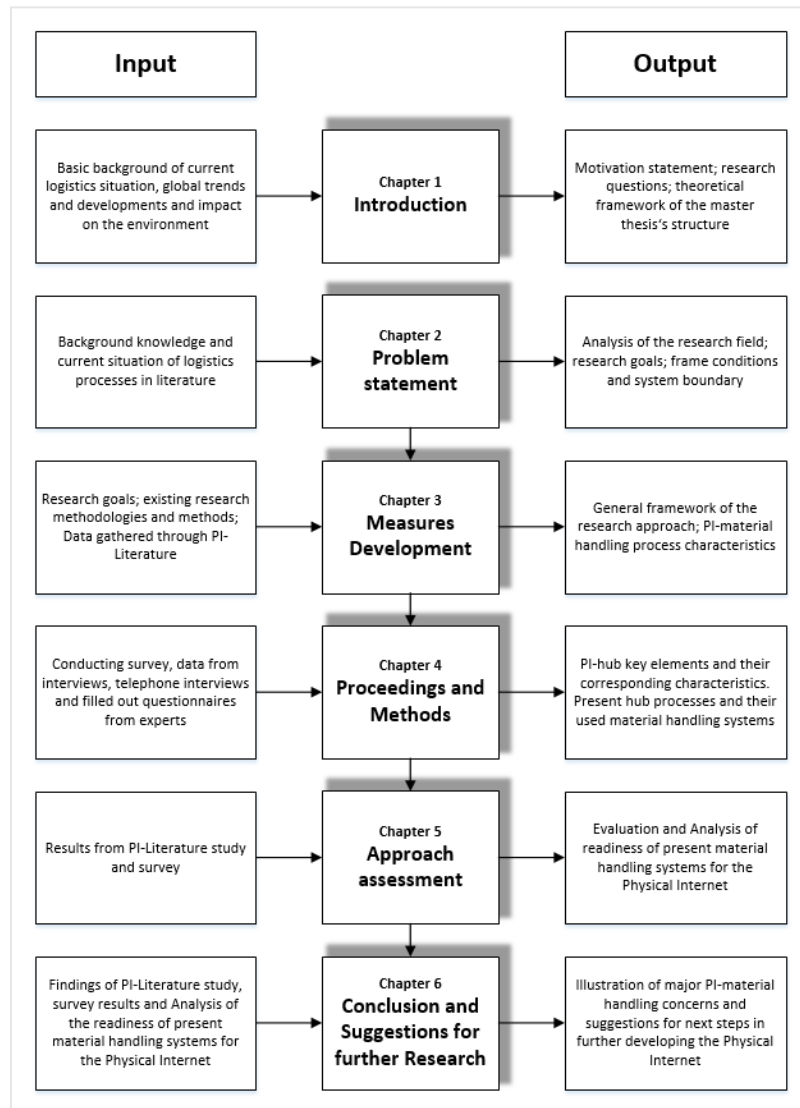 Input
Output
Basic background of current
logistics situation, global trends
and developments and impact
on the environment
Chapter 1
Introduction
Motivation statement; research
questions; theoretical
framework of the master
thesis's structure
Background knowledge and
current situation of logistics
processes in literature
Chapter 2
Problem
statement
Analysis of the research field;
research goals; frame conditions
and system boundary
Research goals; existing research
methodologies and methods;
Data gathered through PI-
Literature
Chapter 3
Measures
Development
General framework of the
research approach; PI-material
handling process characteristics
Conducting survey, data from
interviews, telephone interviews
and filled out questionnaires
from experts
Chapter 4
Proceedings and
Methods
PI-hub key elements and their
corresponding characteristics.
Present hub processes and their
used material handling systems
Results from PI-Literature study
and survey
Chapter 5
Approach
assessment
Evaluation and Analysis of
readiness of present material
handling systems for the
Physical Internet
Findings of PI-Literature study,
survey results and Analysis of
the readiness of present
material handling systems for
the Physical Internet
Chapter 6
Conclusion and
Suggestions for
further Research
Illustration of major PI-material
handling concerns and
suggestions for next steps in
further developing the Physical
Internet